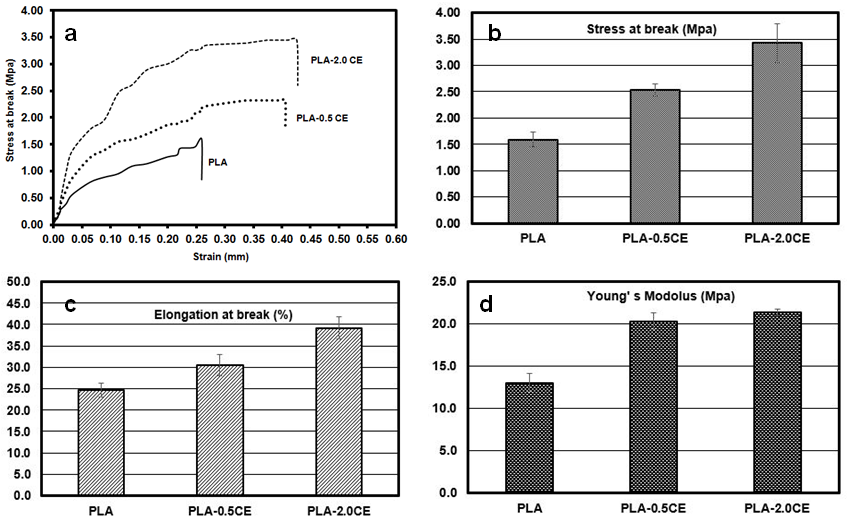 a
4.00
3.50
3.00
2.50
2.00
1.50
1.00
0.50
0.00
Stress at break (Mpa)
PLA-2.0 CE
PLA-0.5 CE
PLA
0.00 0.05 0.10 0.15 0.20 0.25 0.30 0.35 0.40 0.45 0.50 0.55 0.60
Strain (mm)
b
Stress at break (Mpa)
4.00
3.50
3.00
2.50
2.00
1.50
1.00
0.50
0.00
PLA PLA-0.5CE PLA-2.0CE
c
Elongation at break (%)
50.0
45.0
40.0
35.0
30.0
25.0
20.0
15.0
10.0
5.0
0.0
PLA PLA-0.5CE PLA-2.0CE
d
Young' s Modolus (Mpa)
25.0
20.0
15.0
10.0
5.0
0.0
PLA PLA-0.5CE PLA-2.0CE